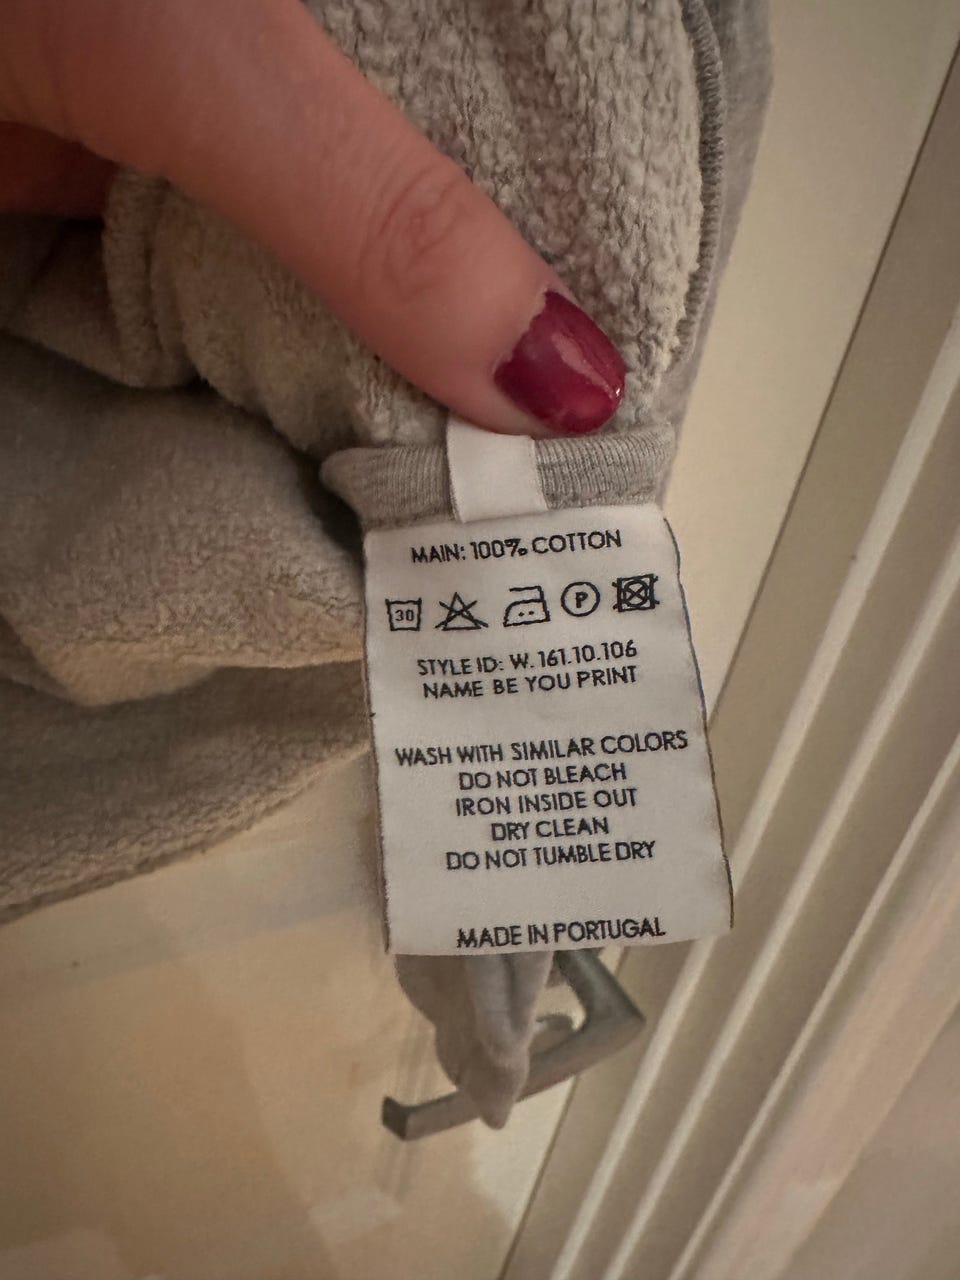 MAIN: 100% COTTON
30 P
STYLE ID: W.161.10.106
NAME BE YOU PRINT
WASH WITH SIMILAR COLORS
DO NOT BLEACH
IRON INSIDE OUT
DRY CLEAN
DO NOT TUMBLE DRY
MADE IN PORTUGAL